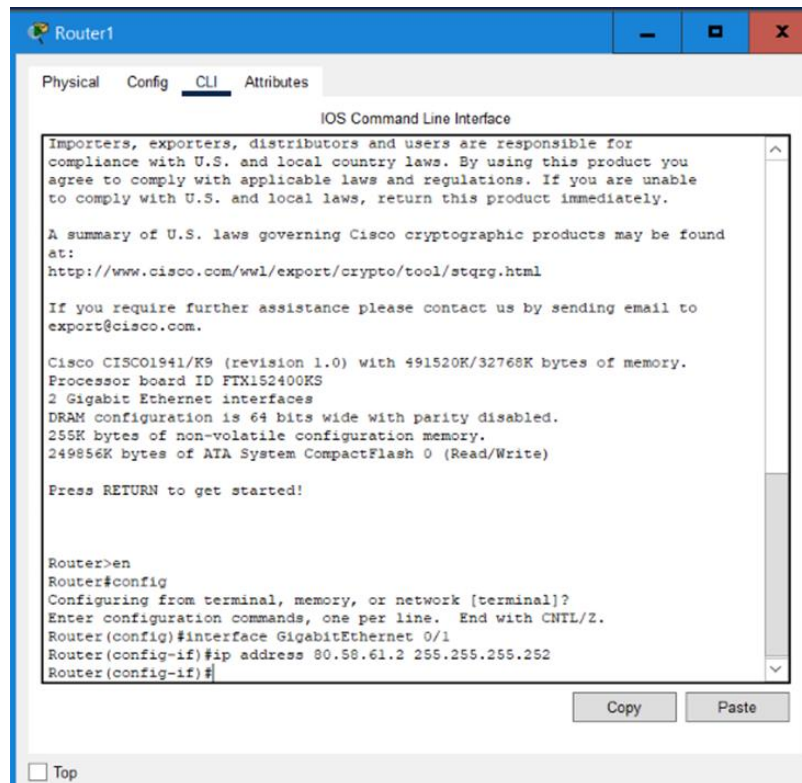 Router1
Physical Config CLI Attributes
IOS Command Line Interface
Importers, exporters, distributors and users are responsible for
compliance with U.S. and local country laws. By using this product you
agree to comply with applicable laws and regulations. If you are unable
to comply with U.S. and local laws, return this product immediately.
A summary of U.S. laws governing Cisco cryptographic products may be found
at:
http://www.cisco.com/wwl/export/crypto/tool/stqrg.html
If you require further assistance please contact us by sending email to
export@cisco.com.
Cisco CISCO1941/K9 (revision 1.0) with 491520K/32768K bytes of memory.
Processor board ID FTX152400KS
2 Gigabit Ethernet interfaces
DRAM configuration is 64 bits wide with parity disabled.
255K bytes of non-volatile configuration memory.
249856K bytes of ATA System CompactFlash 0 (Read/Write)
Press RETURN to get started!
Router>en
Router#config
Configuring from terminal, memory, or network [terminal]?
Enter configuration commands, one per line. End with CNTL/Z.
Router(config)#interface GigabitEthernet 0/1
Router(config-if)#ip address 80.58.61.2 255.255.255.252
Router(config-if)#
Copy Paste
Top